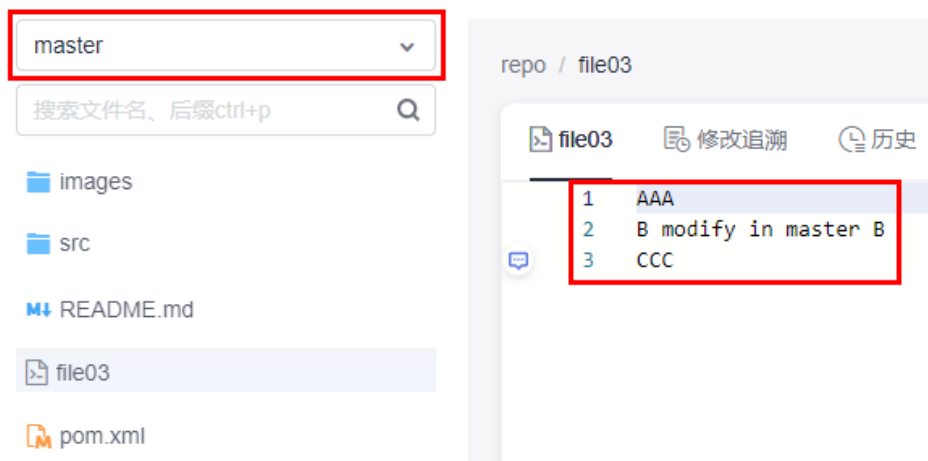 master
搜索文件名、后缀ctrl+p
images
src
M↓ README.md
file03
pom.xml
repo / file03
file03 修改追溯 历史
1 AAA
2 B modify in master B
3 CCC